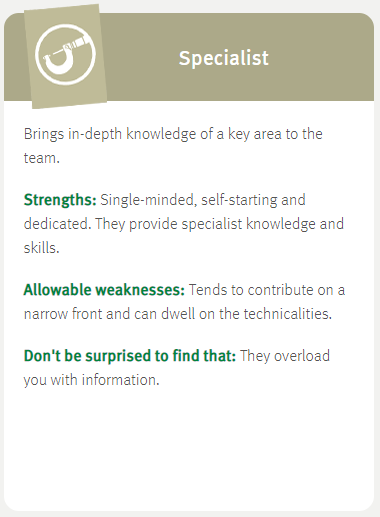 Specialist
Brings in-depth knowledge of a key area to the
team.
Strengths: Single-minded, self-starting and
dedicated. They provide specialist knowledge and
skills.
Allowable weaknesses: Tends to contribute on a
narrow front and can dwell on the technicalities.
Don't be surprised to find that: They overload
you with information.